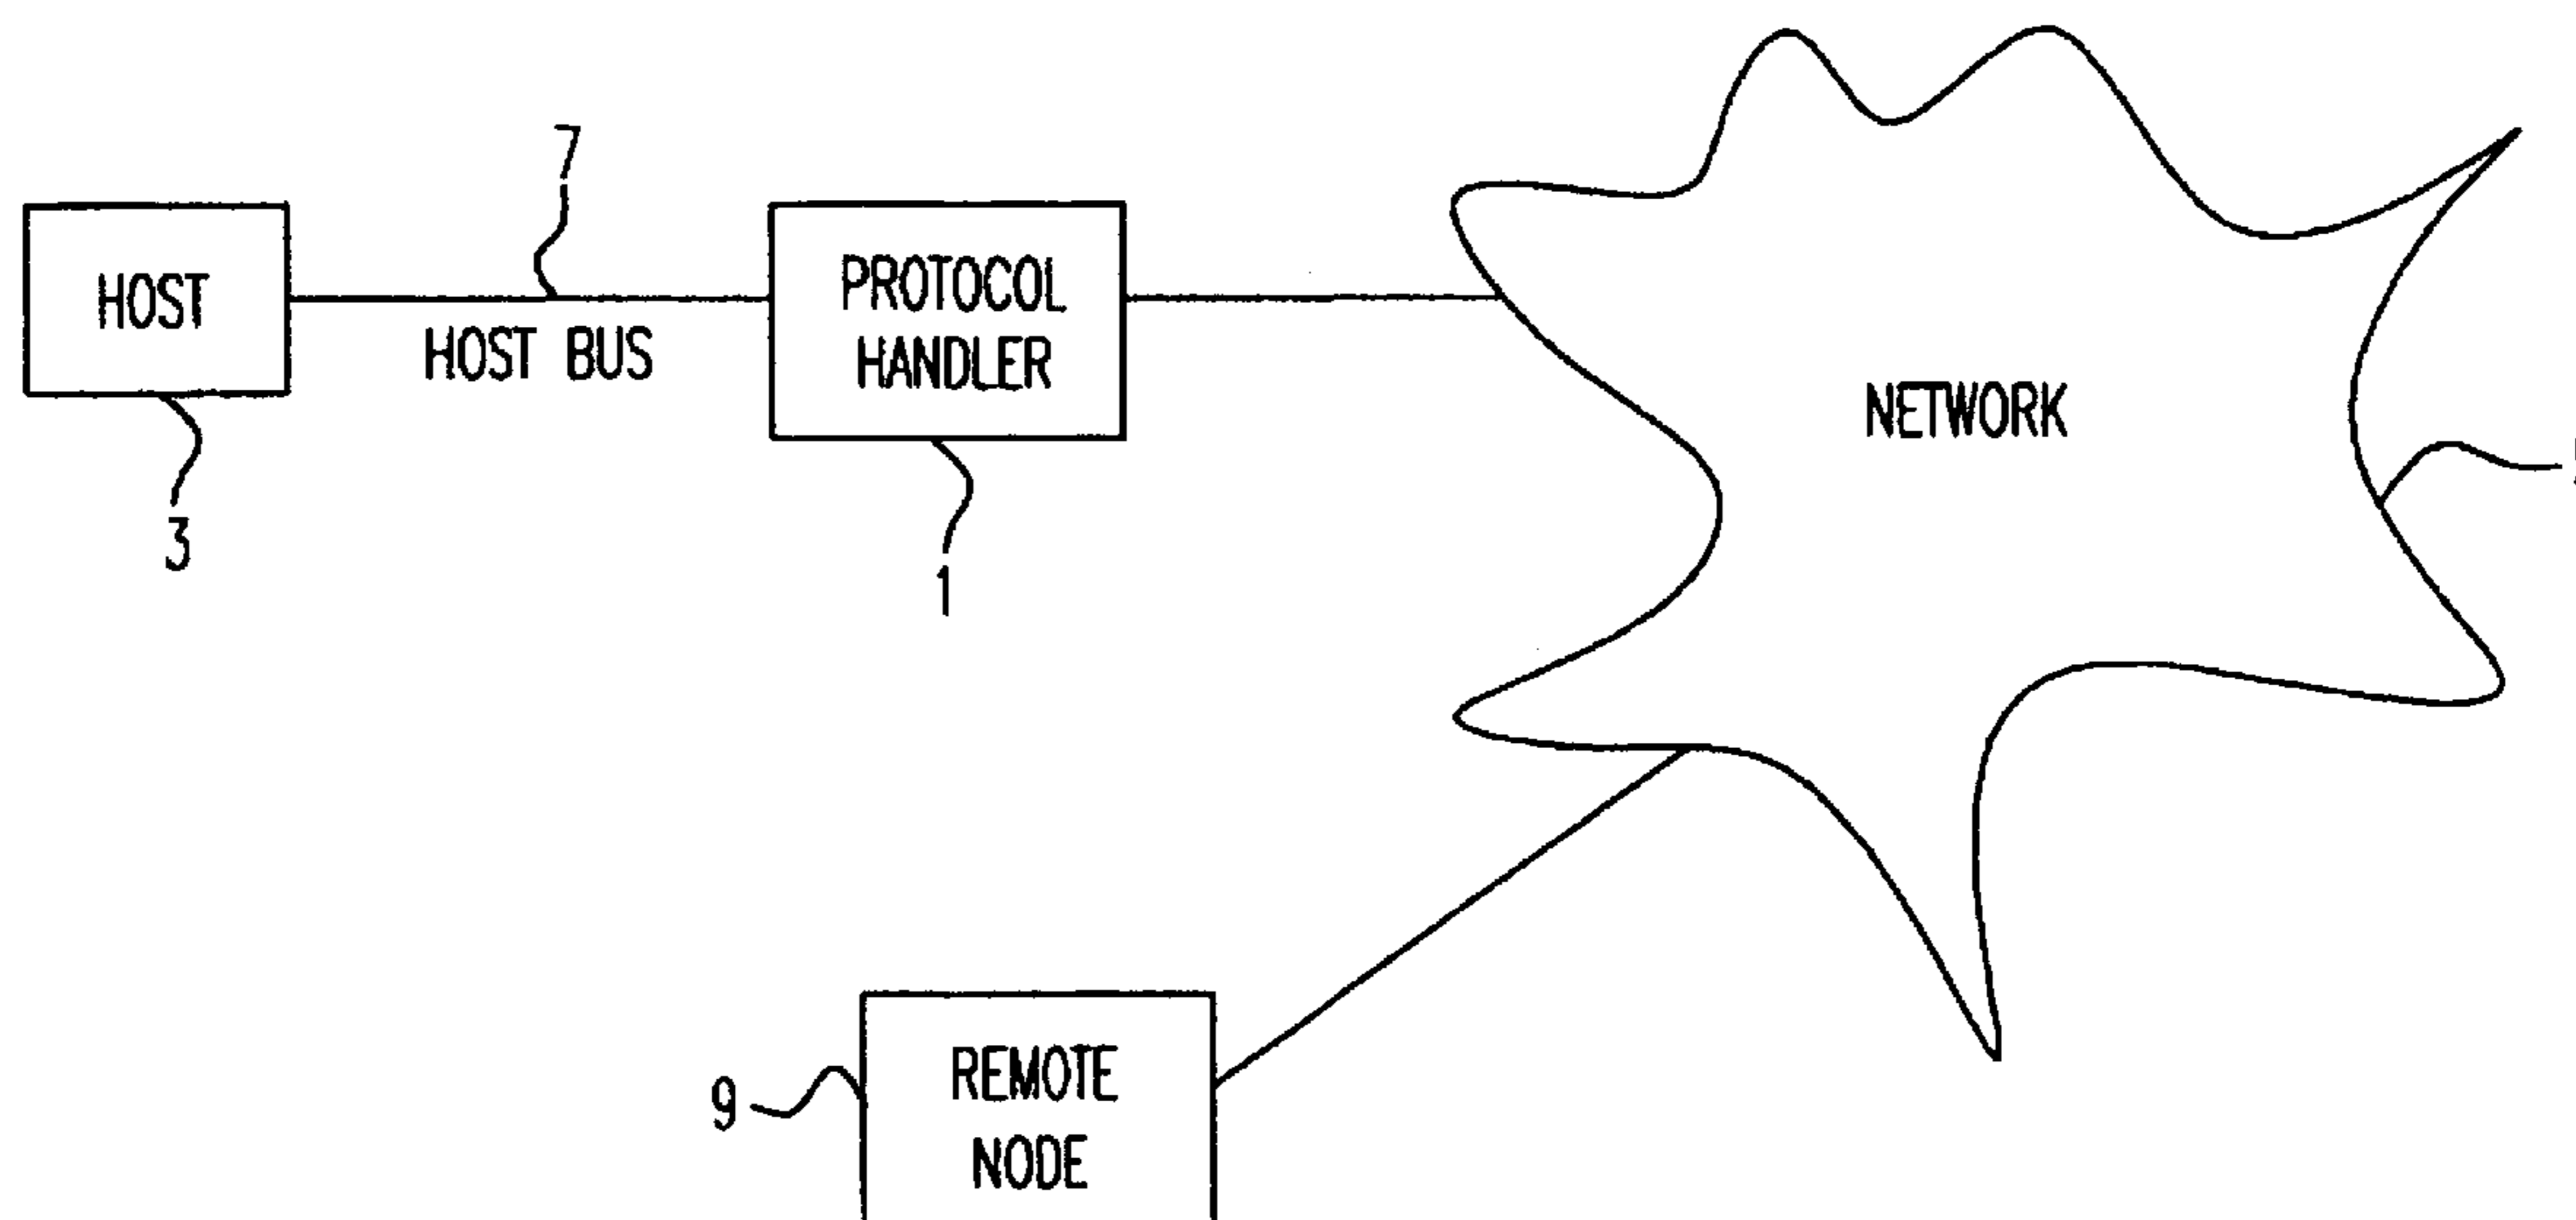 7
HOST
HOST BUS
PROTOCOL
HANDLER
NETWORK
3
1
REMOTE
NODE
9